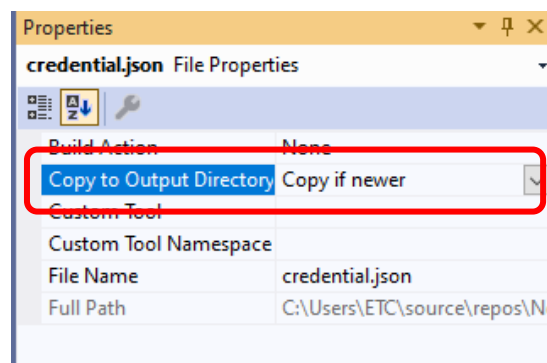 Properties
credential.json File Properties
Build Action None
Copy to Output Directory Copy if newer
Custom Tool
Custom Tool Namespace
File Name credential.json
Full Path C:\Users\ETC\source\repos\N